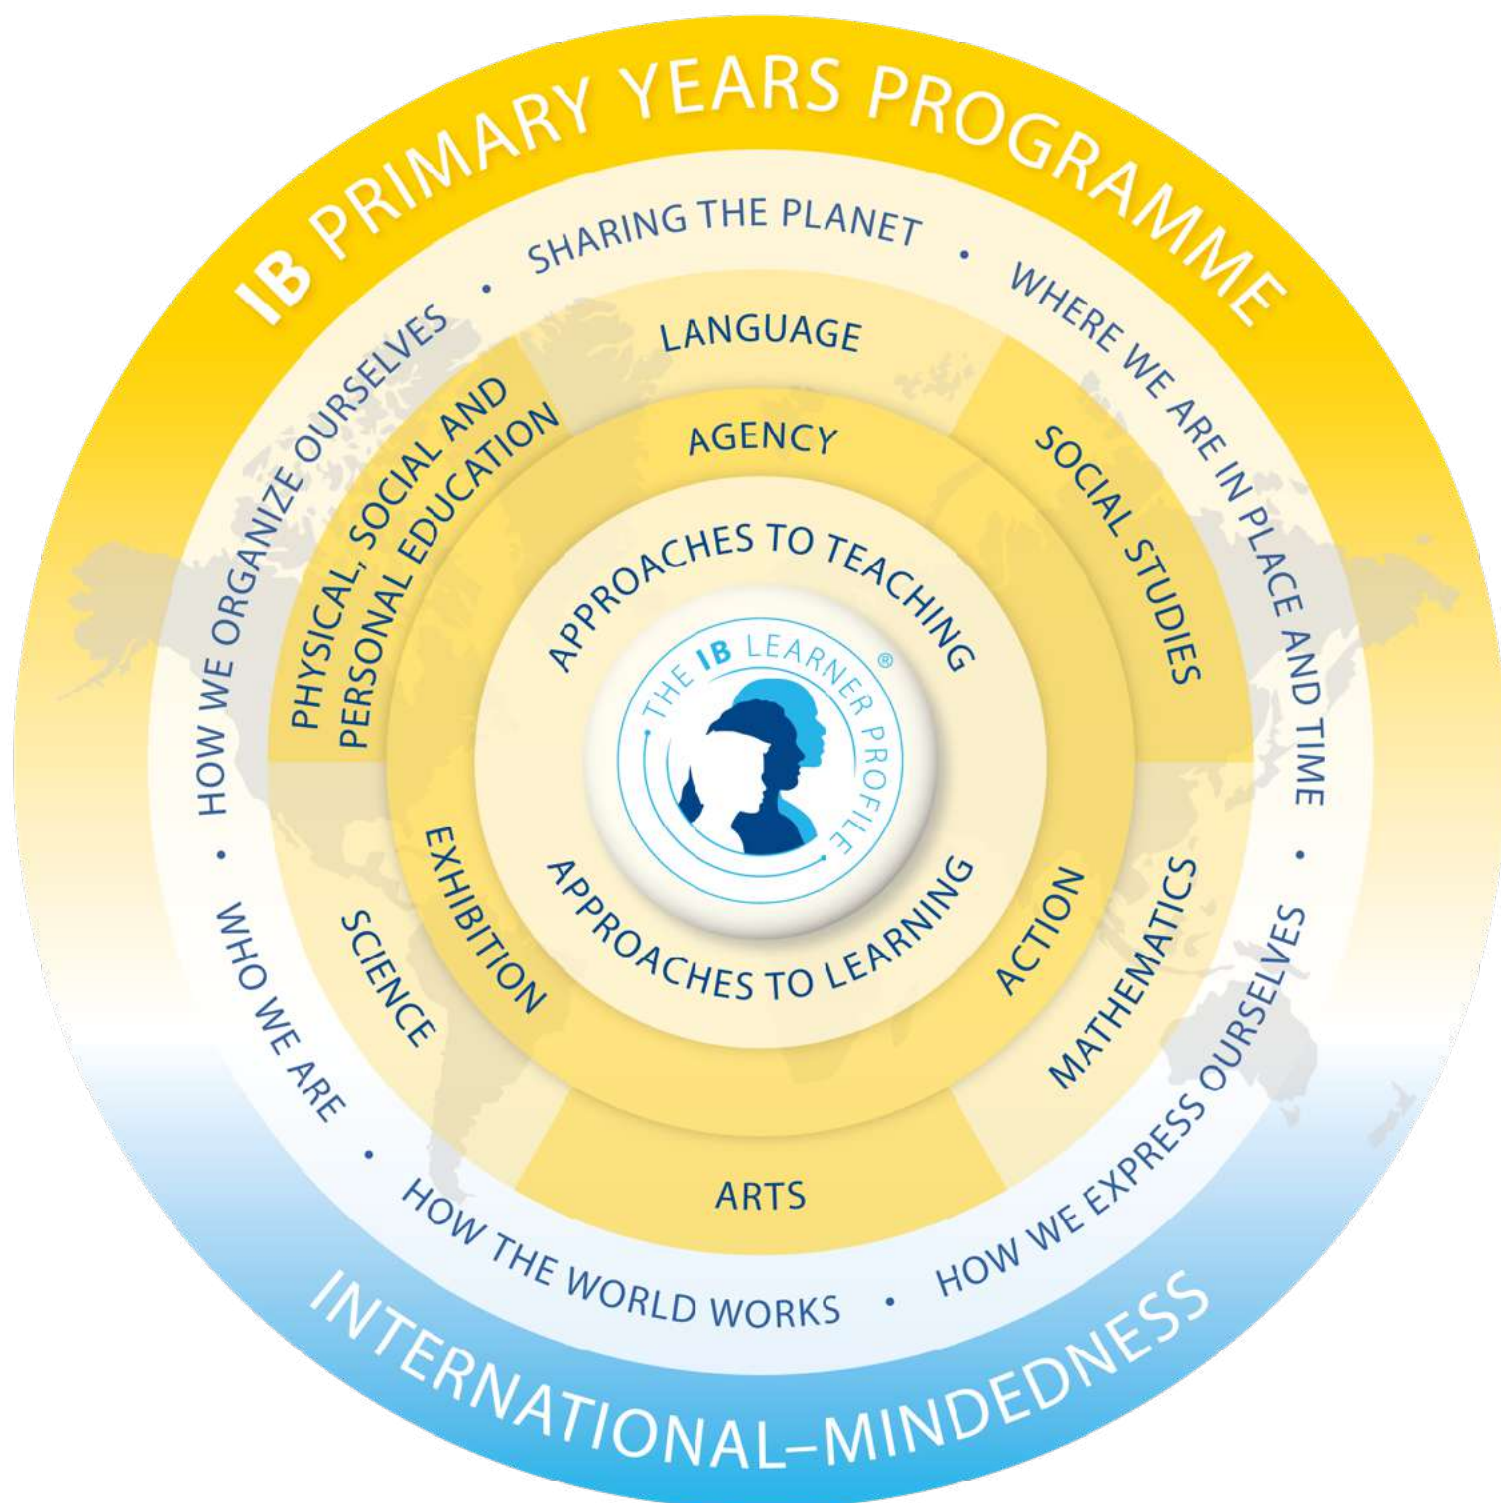 IB PRIMARY YEARS PROGRAMME
SHARING THE PLANET
•
WHERE WE ARE IN PLACE AND TIME
•
HOW WE EXPRESS OURSELVES
•
HOW THE WORLD WORKS
•
WHO WE ARE
•
HOW WE ORGANIZE OURSELVES
•
LANGUAGE
SOCIAL STUDIES
MATHEMATICS
ARTS
SCIENCE
PHYSICAL, SOCIAL AND
PERSONAL EDUCATION
AGENCY
ACTION
EXHIBITION
APPROACHES TO TEACHING
THE IB LEARNER PROFILE ®
APPROACHES TO LEARNING
INTERNATIONAL–MINDEDNESS